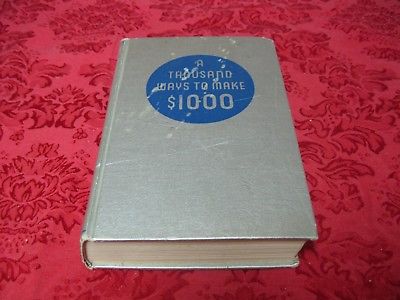 A
THOUSAND
WAYS TO MAKE
$1000